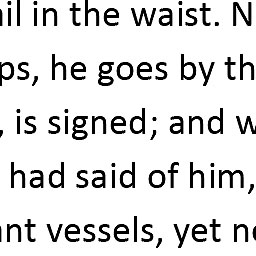 ail in the waist. N
ps, he goes by th
, is signed; and w
had said of him,
ant vessels, yet no